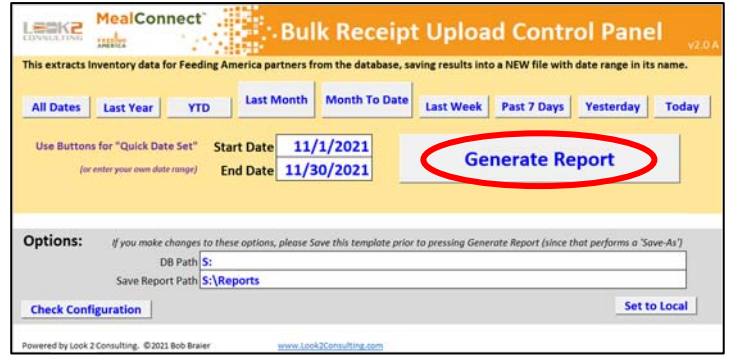 LOOK2 MealConnect™ Bulk Receipt Upload Control Panel
CONSULTING FEEDING AMERICA v2.0 A
This extracts Inventory data for Feeding America partners from the database, saving results into a NEW file with date range in its name.
All Dates Last Year YTD Last Month Month To Date Last Week Past 7 Days Yesterday Today
Use Buttons for "Quick Date Set" Start Date 11/1/2021 Generate Report
(or enter your own date range) End Date 11/30/2021
Options: If you make changes to these options, please Save this template prior to pressing Generate Report (since that performs a 'Save-As')
DB Path S:
Save Report Path S:\Reports
Check Configuration Set to Local
Powered by Look 2 Consulting. ©2021 Bob Braier www.Look2Consulting.com